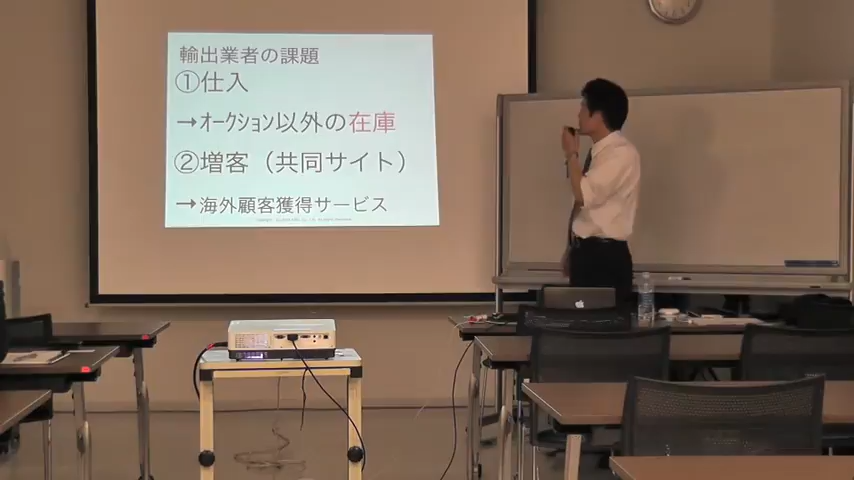 輸出業者の課題
①仕入
→オークション以外の在庫
②増客（共同サイト）
→海外顧客獲得サービス